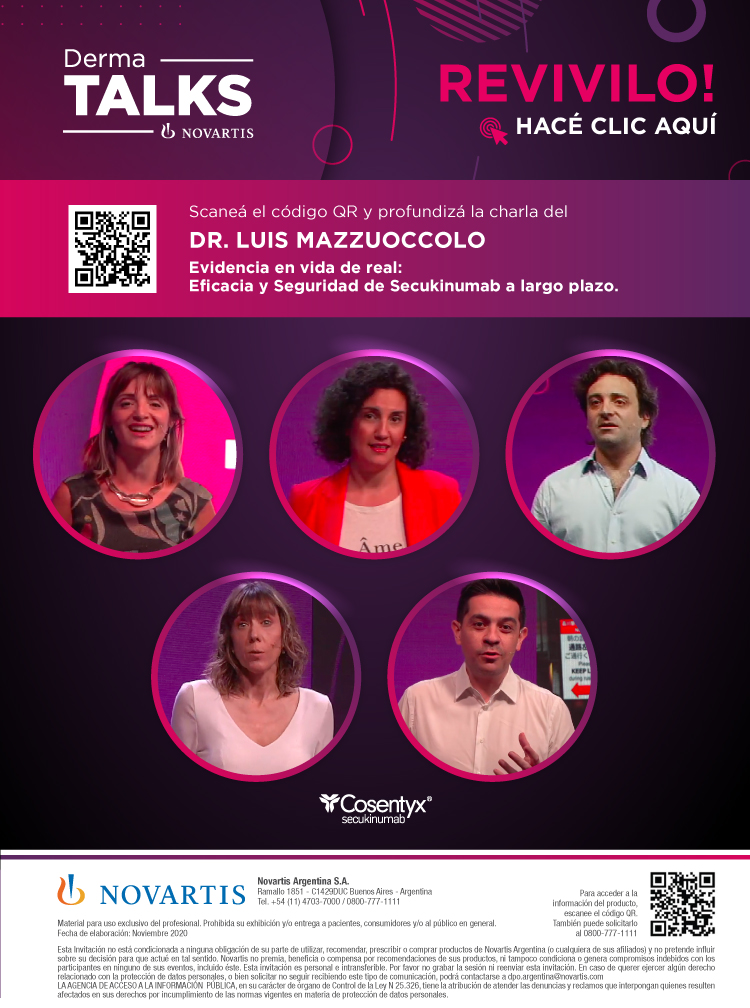 Derma
TALKS
NOVARTIS
REVIVILO!
HACÉ CLIC AQUÍ
Scaneá el código QR y profundizá la charla del
DR. LUIS MAZZUOCCOLO
Evidencia en vida de real:
Eficacia y Seguridad de Secukinumab a largo plazo.
Âme
KEEP L
Cosentyx®
secukinumab
NOVARTIS
Novartis Argentina S.A.
Ramallo 1851 - C1429DUC Buenos Aires - Argentina
Tel. +54 (11) 4703-7000 / 0800-777-1111
Para acceder a la
información del producto,
escanee el código QR.
También puede solicitarlo
al 0800-777-1111
Material para uso exclusivo del profesional. Prohibida su exhibición y/o entrega a pacientes, consumidores y/o al público en general.
Fecha de elaboración: Noviembre 2020
Esta Invitación no está condicionada a ninguna obligación de su parte de utilizar, recomendar, prescribir o comprar productos de Novartis Argentina (o cualquiera de sus afiliados) y no pretende influir
sobre su decisión para que actué en tal sentido. Novartis no premia, beneficia o compensa por recomendaciones de sus productos, ni tampoco condiciona o genera compromisos indebidos con los
participantes en ninguno de sus eventos, incluido éste. Esta invitación es personal e intransferible. Por favor no grabar la sesión ni reenviar esta invitación. En caso de querer ejercer algún derecho
relacionado con la protección de datos personales, o bien solicitar no seguir recibiendo este tipo de comunicación, podrá contactarse a dpo.argentina@novartis.com
LA AGENCIA DE ACCESO A LA INFORMACIÓN PÚBLICA, en su carácter de órgano de Control de la Ley N 25.326, tiene la atribución de atender las denuncias y reclamos que interpongan quienes resulten
afectados en sus derechos por incumplimiento de las normas vigentes en materia de protección de datos personales.